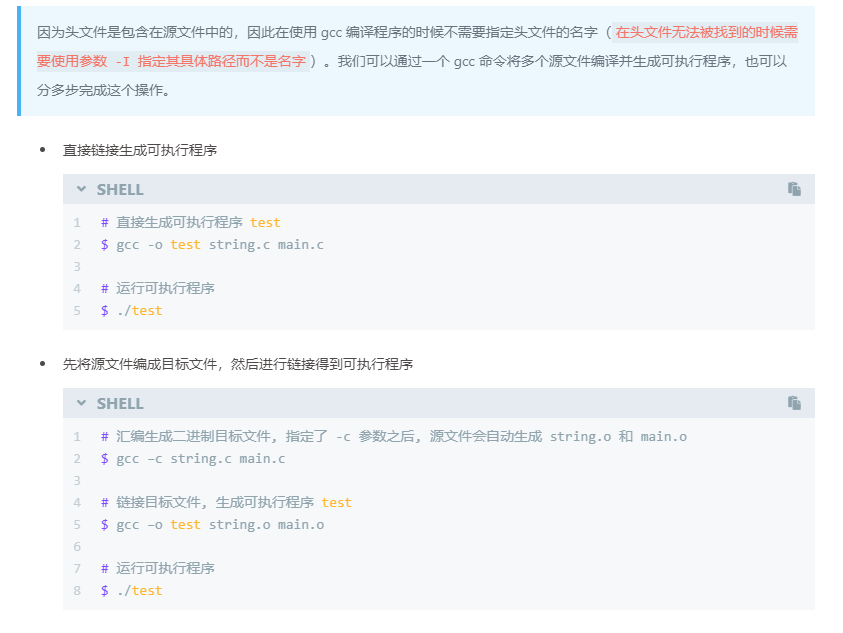 因为头文件是包含在源文件中的，因此在使用 gcc 编译程序的时候不需要指定头文件的名字（在头文件无法被找到的时候需
要使用参数 -I 指定其具体路径而不是名字）。我们可以通过一个 gcc 命令将多个源文件编译并生成可执行程序，也可以
分多步完成这个操作。
• 直接链接生成可执行程序
SHELL
1 # 直接生成可执行程序 test
2 $ gcc -o test string.c main.c
3
4 # 运行可执行程序
5 $ ./test
• 先将源文件编成目标文件，然后进行链接得到可执行程序
SHELL
1 # 汇编生成二进制目标文件, 指定了 -c 参数之后, 源文件会自动生成 string.o 和 main.o
2 $ gcc –c string.c main.c
3
4 # 链接目标文件, 生成可执行程序 test
5 $ gcc –o test string.o main.o
6
7 # 运行可执行程序
8 $ ./test